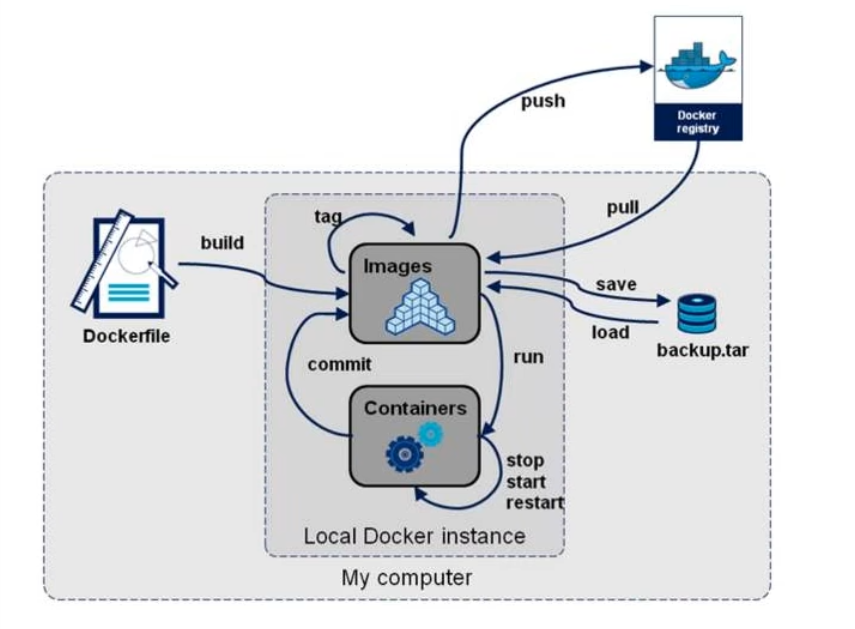 push
Docker
registry
pull
tag
build
Images
save
load
backup.tar
Dockerfile
commit
run
Containers
stop
start
restart
Local Docker instance
My computer